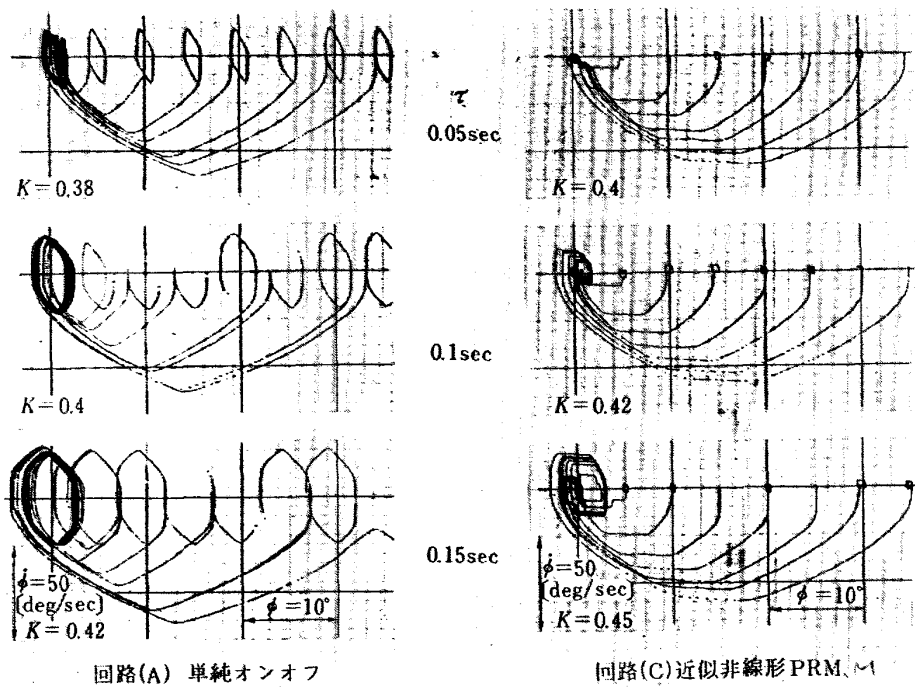 τ
0.05sec
K=0.38
K=0.4
0.1sec
K=0.4
K=0.42
0.15sec
φ̇=50
(deg/sec)
K=0.42
φ=10°
φ̇=50
(deg/sec)
K=0.45
φ=10°
回路(A) 単純オンオフ
回路(C)近似非線形PRM